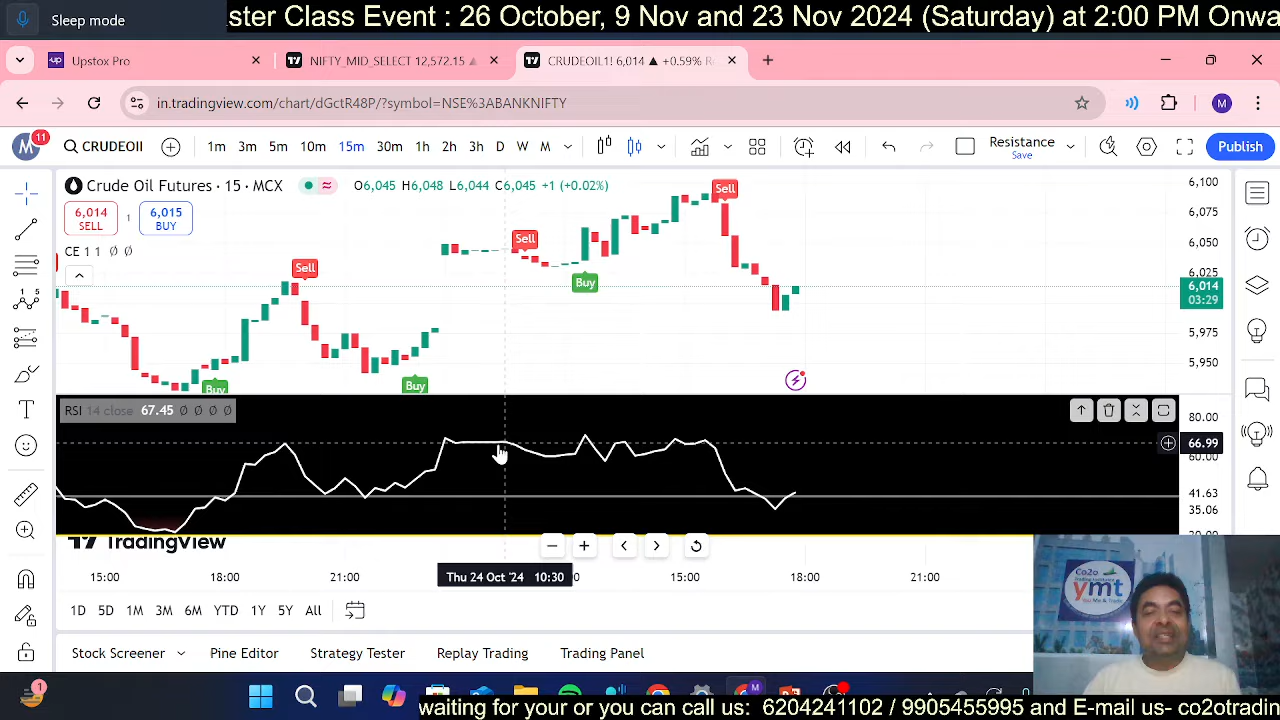 Sleep mode
aster Class Event : 26 October, 9 Nov and 23 Nov 2024 (Saturday) at 2:00 PM Onwa
Upstox Pro
NIFTY_MID_SELECT 12,572.15 ▲
CRUDEOIL1! 6,014 ▲ +0.59% R
in.tradingview.com/chart/dGctR48P/?symbol=NSE%3ABANKNIFTY
M
M 11
CRUDEOI
1m 3m 5m 10m 15m 30m 1h 2h 3h D W M
Resistance
Save
Publish
Crude Oil Futures · 15 · MCX
O6,045 H6,048 L6,044 C6,045 +1 (+0.02%)
6,014
SELL
1
6,015
BUY
CE 1 1 Ø Ø
Sell
Sell
Sell
Buy
Buy
Buy
6,100
6,075
6,050
6,025
6,014
03:29
5,975
5,950
RSI 14 close 67.45 Ø Ø Ø Ø
80.00
66.99
60.00
41.63
35.06
TradingView
15:00 18:00 21:00 Thu 24 Oct '24 10:30 15:00 18:00 21:00
1D 5D 1M 3M 6M YTD 1Y 5Y All
Stock Screener Pine Editor Strategy Tester Replay Trading Trading Panel
Co2o
ymt
1
M
waiting for your or you can call us: 6204241102 / 9905455995 and E-mail us- co2otradin